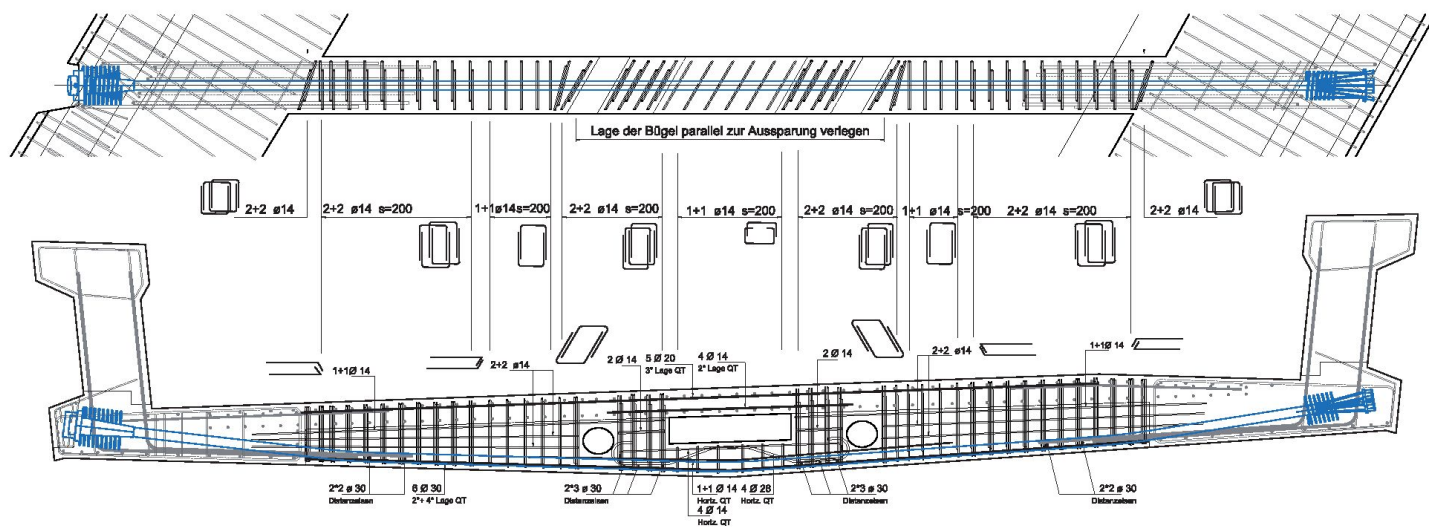 Lage der Bügel parallel zur Aussparung verlegen
2+2 ø14
2+2 ø14 s=200
1+1ø14s=200
2+2 ø14 s=200
1+1 ø14 s=200
2+2 ø14 s=200
1+1 ø14 s=200
2+2 ø14 s=200
2+2 ø14
1+1Ø 14
2+2 ø14
2 Ø 14
5 Ø 20
3° Lage QT
4 Ø 14
2° Lage QT
2 Ø 14
2+2 ø14
1+1Ø 14
2*2 ø 30
Distanzeisen
6 Ø 30
2°+ 4° Lage QT
2*3 ø 30
Distanzeisen
1+1 Ø 14
Horiz. QT
4 Ø 26
Horiz. QT
4 Ø 14
Horiz. QT
2*3 ø 30
Distanzeisen
2*2 ø 30
Distanzeisen